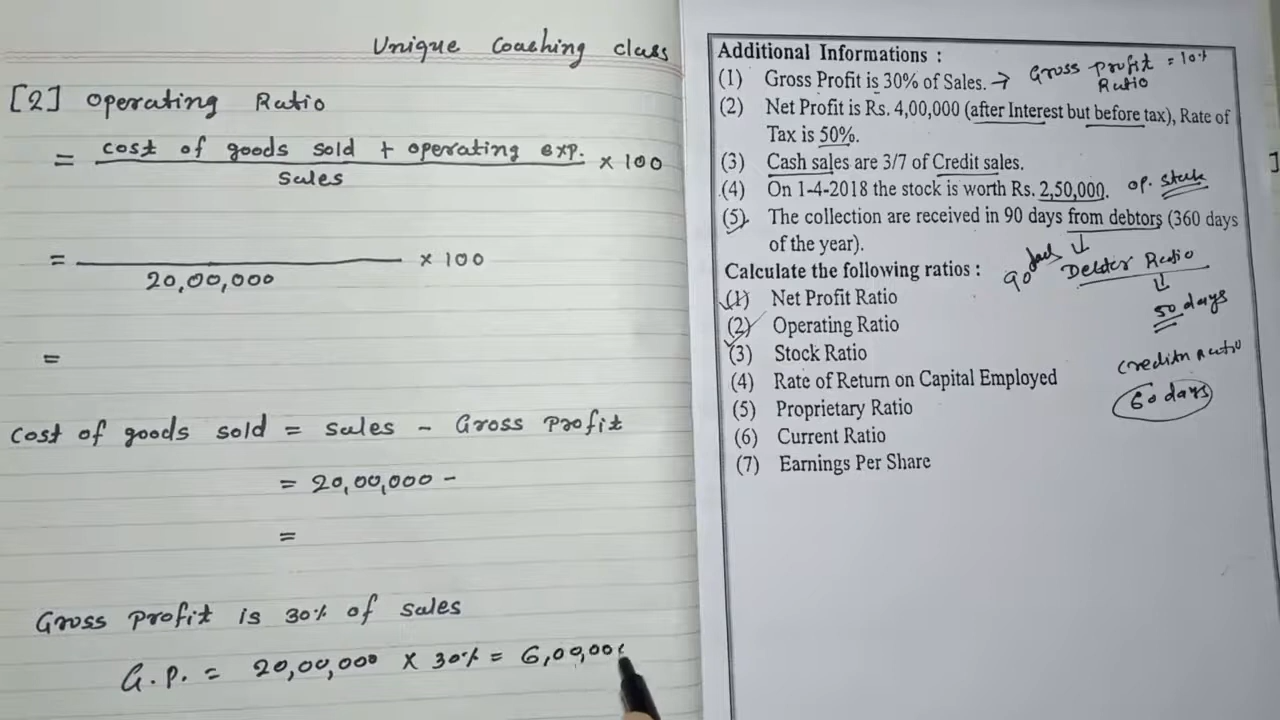 Unique Coaching class
[2] Operating Ratio
= cost of goods sold + operating exp. × 100
sales
= × 100
20,00,000
=
Cost of goods sold = sales - Gross Profit
= 20,00,000 -
=
Gross Profit is 30% of sales
G.P. = 20,00,000 × 30% = 6,00,000
Additional Informations :
(1) Gross Profit is 30% of Sales. → Gross Profit = 10%
Ratio
(2) Net Profit is Rs. 4,00,000 (after Interest but before tax), Rate of
Tax is 50%.
(3) Cash sales are 3/7 of Credit sales.
(4) On 1-4-2018 the stock is worth Rs. 2,50,000. op. stock
(5) The collection are received in 90 days from debtors (360 days
of the year).
90 days Debtor Ratio
Calculate the following ratios :
(1) Net Profit Ratio
50 days
(2) Operating Ratio
(3) Stock Ratio
(4) Rate of Return on Capital Employed
60 days
(5) Proprietary Ratio
(6) Current Ratio
(7) Earnings Per Share